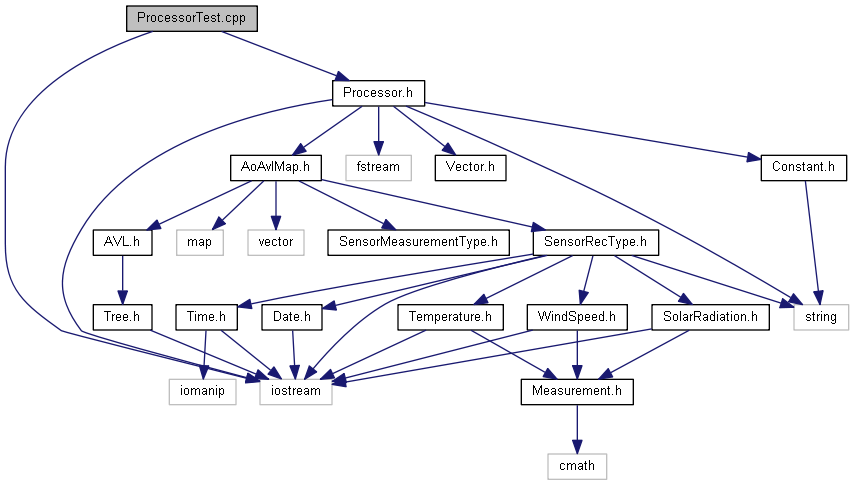 ProcessorTest.cpp
Processor.h
AoAvlMap.h
fstream
Vector.h
Constant.h
AVL.h
map
vector
SensorMeasurementType.h
SensorRecType.h
Tree.h
Time.h
Date.h
Temperature.h
WindSpeed.h
SolarRadiation.h
string
iomanip
iostream
Measurement.h
cmath